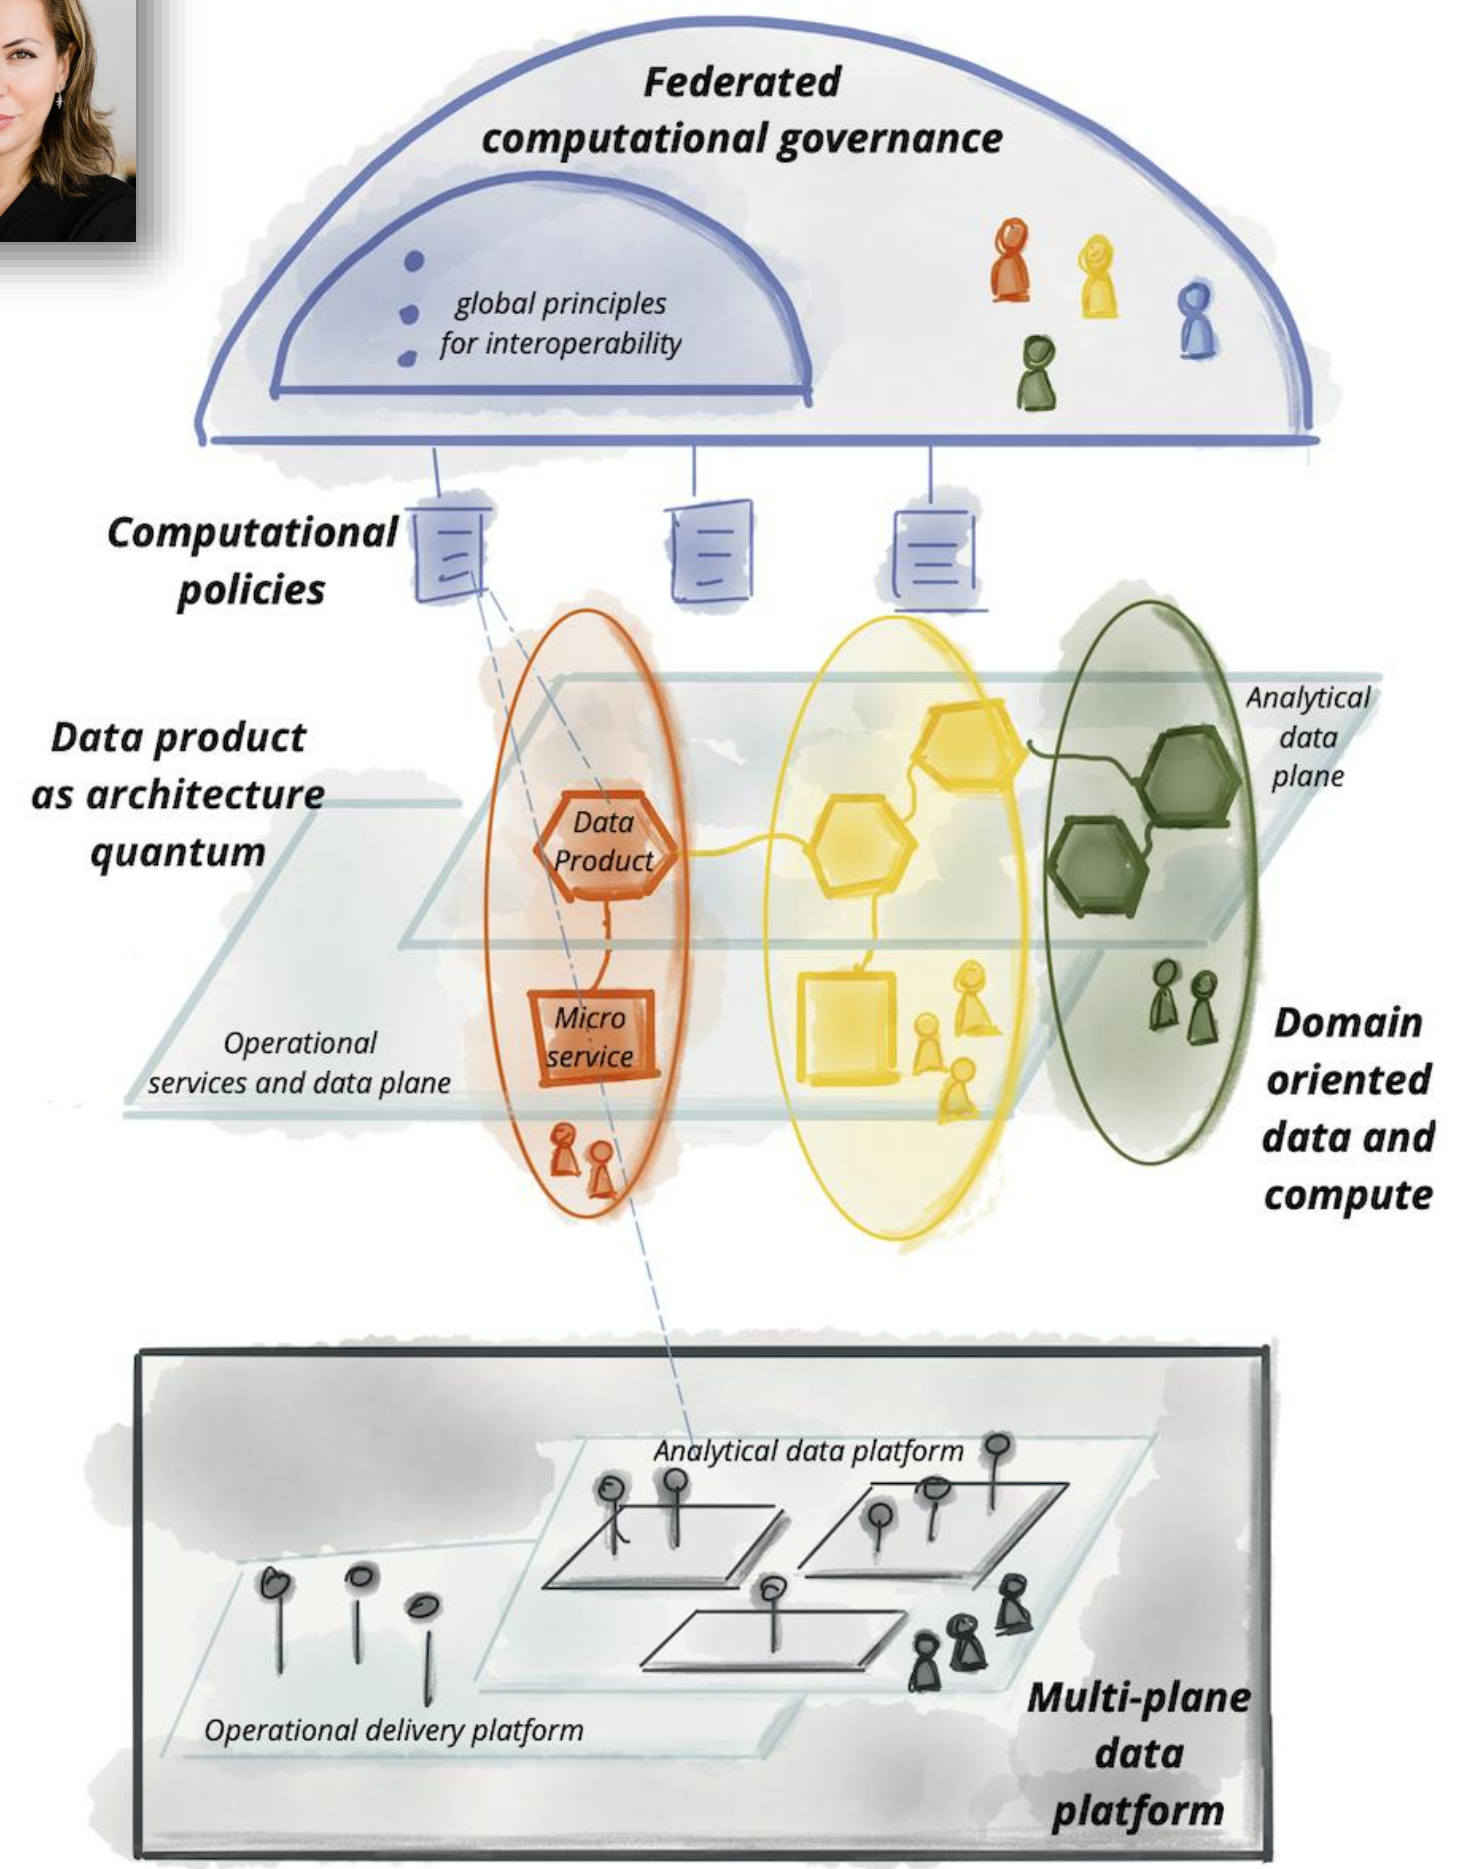 Federated
computational governance
global principles
for interoperability
Computational
policies
Data product
as architecture
quantum
Analytical
data
plane
Data
Product
Micro
service
Operational
services and data plane
Domain
oriented
data and
compute
Analytical data platform
Operational delivery platform
Multi-plane
data
platform